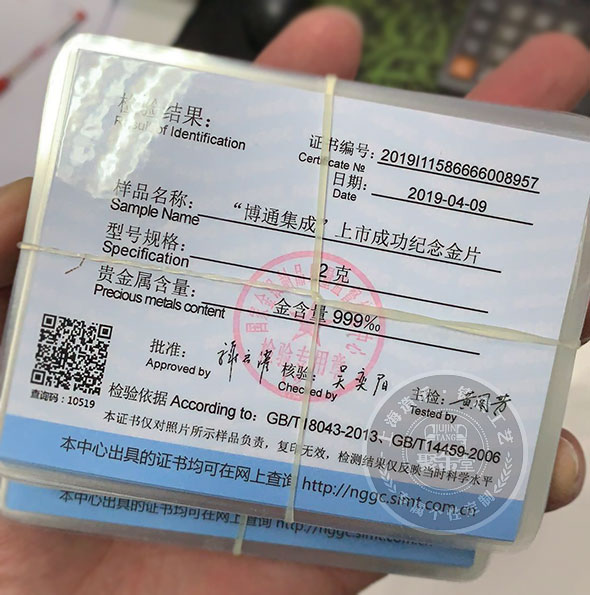 检验结果：
Result of Identification
证书编号：2019I11586666008957
Certificate №
日期： 2019-04-09
Date
样品名称： “博通集成”上市成功纪念金片
Sample Name
型号规格： 2克
Specification
贵金属含量： 金含量 999‰
Precious metals content
批准： 核验： 主检：
Approved by Checked by Tested by
查询码：10519
检验依据 According to: GB/T18043-2013、GB/T14459-2006
本证书仅对照片所示样品负责，复印无效，检测结果仅反映当时科学水平
本中心出具的证书均可在网上查询 http://nggc.simt.com.cn
本中心出具的证书均可在网上查询 http://nggc.simt.com.cn
JUJIN
TANG
聚金堂